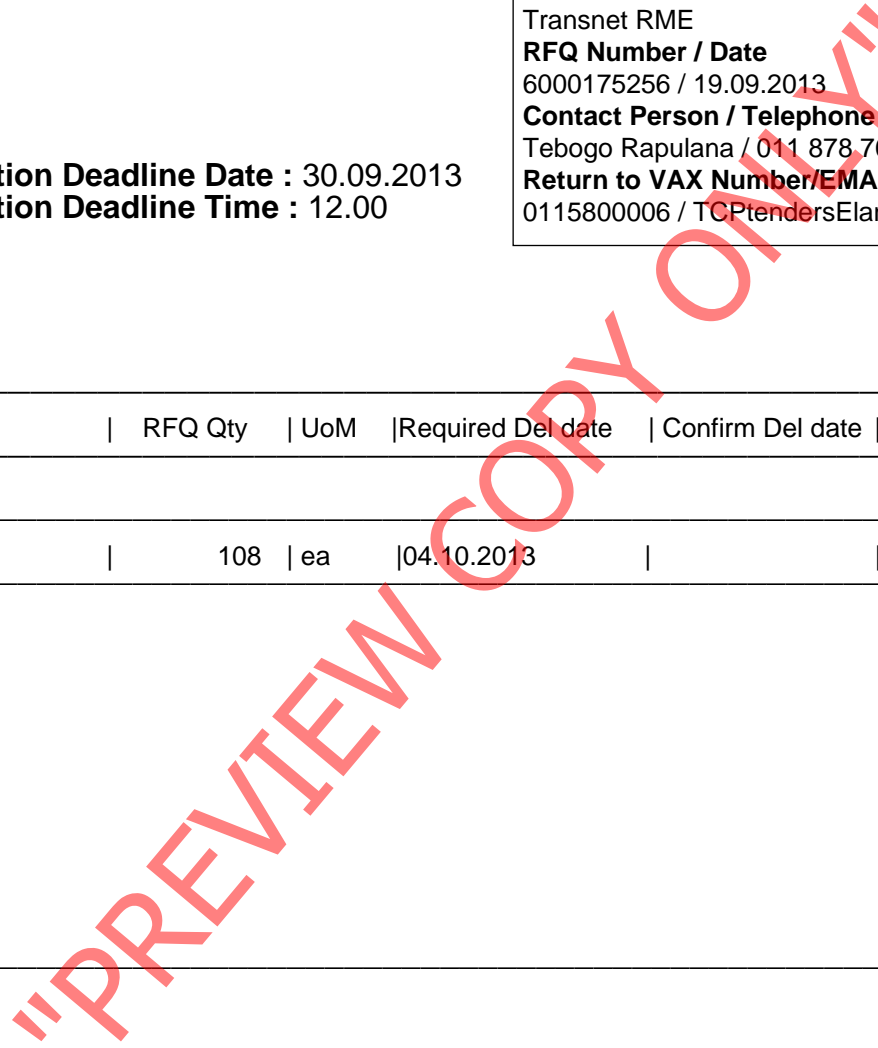 Transnet RME
RFQ Number / Date
6000175256 / 19.09.2013
Contact Person / Telephone
Tebogo Rapulana / 011 878 7
Return to VAX Number/EMA
0115800006 / TCPtendersElan
tion Deadline Date : 30.09.2013
tion Deadline Time : 12.00
| RFQ Qty | UoM |Required Del date | Confirm Del date |
| 108 | ea |04.10.2013 | |
"PREVIEW COPY ONLY"